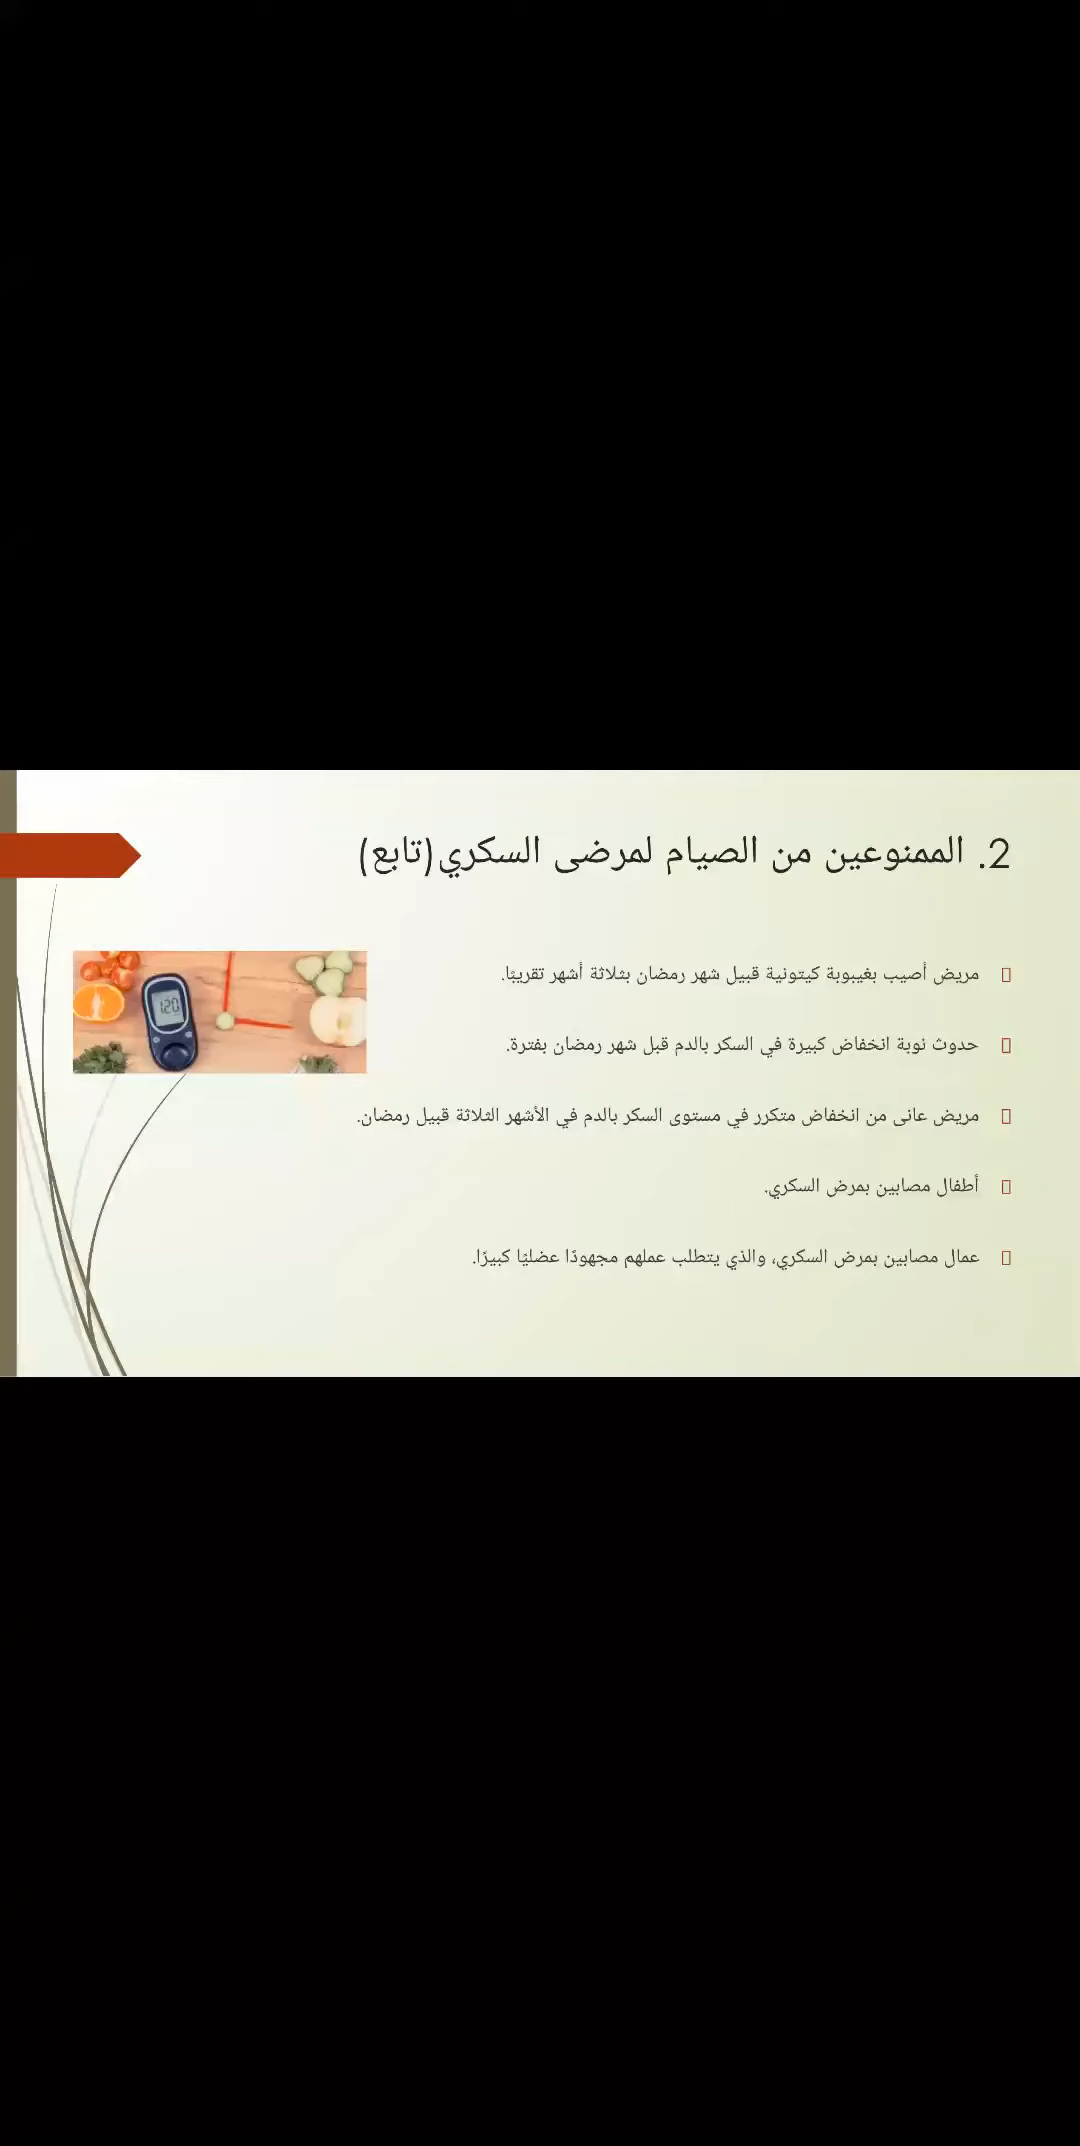 2. الممنوعين من الصيام لمرضى السكري(تابع)
مريض أصيب بغيبوبة كيتونية قبيل شهر رمضان بثلاثة أشهر تقريبًا.
حدوث نوبة انخفاض كبيرة في السكر بالدم قبل شهر رمضان بفترة.
مريض عانى من انخفاض متكرر في مستوى السكر بالدم في الأشهر الثلاثة قبيل رمضان.
أطفال مصابين بمرض السكري.
عمال مصابين بمرض السكري، والذي يتطلب عملهم مجهودًا عضليًا كبيرًا.
120